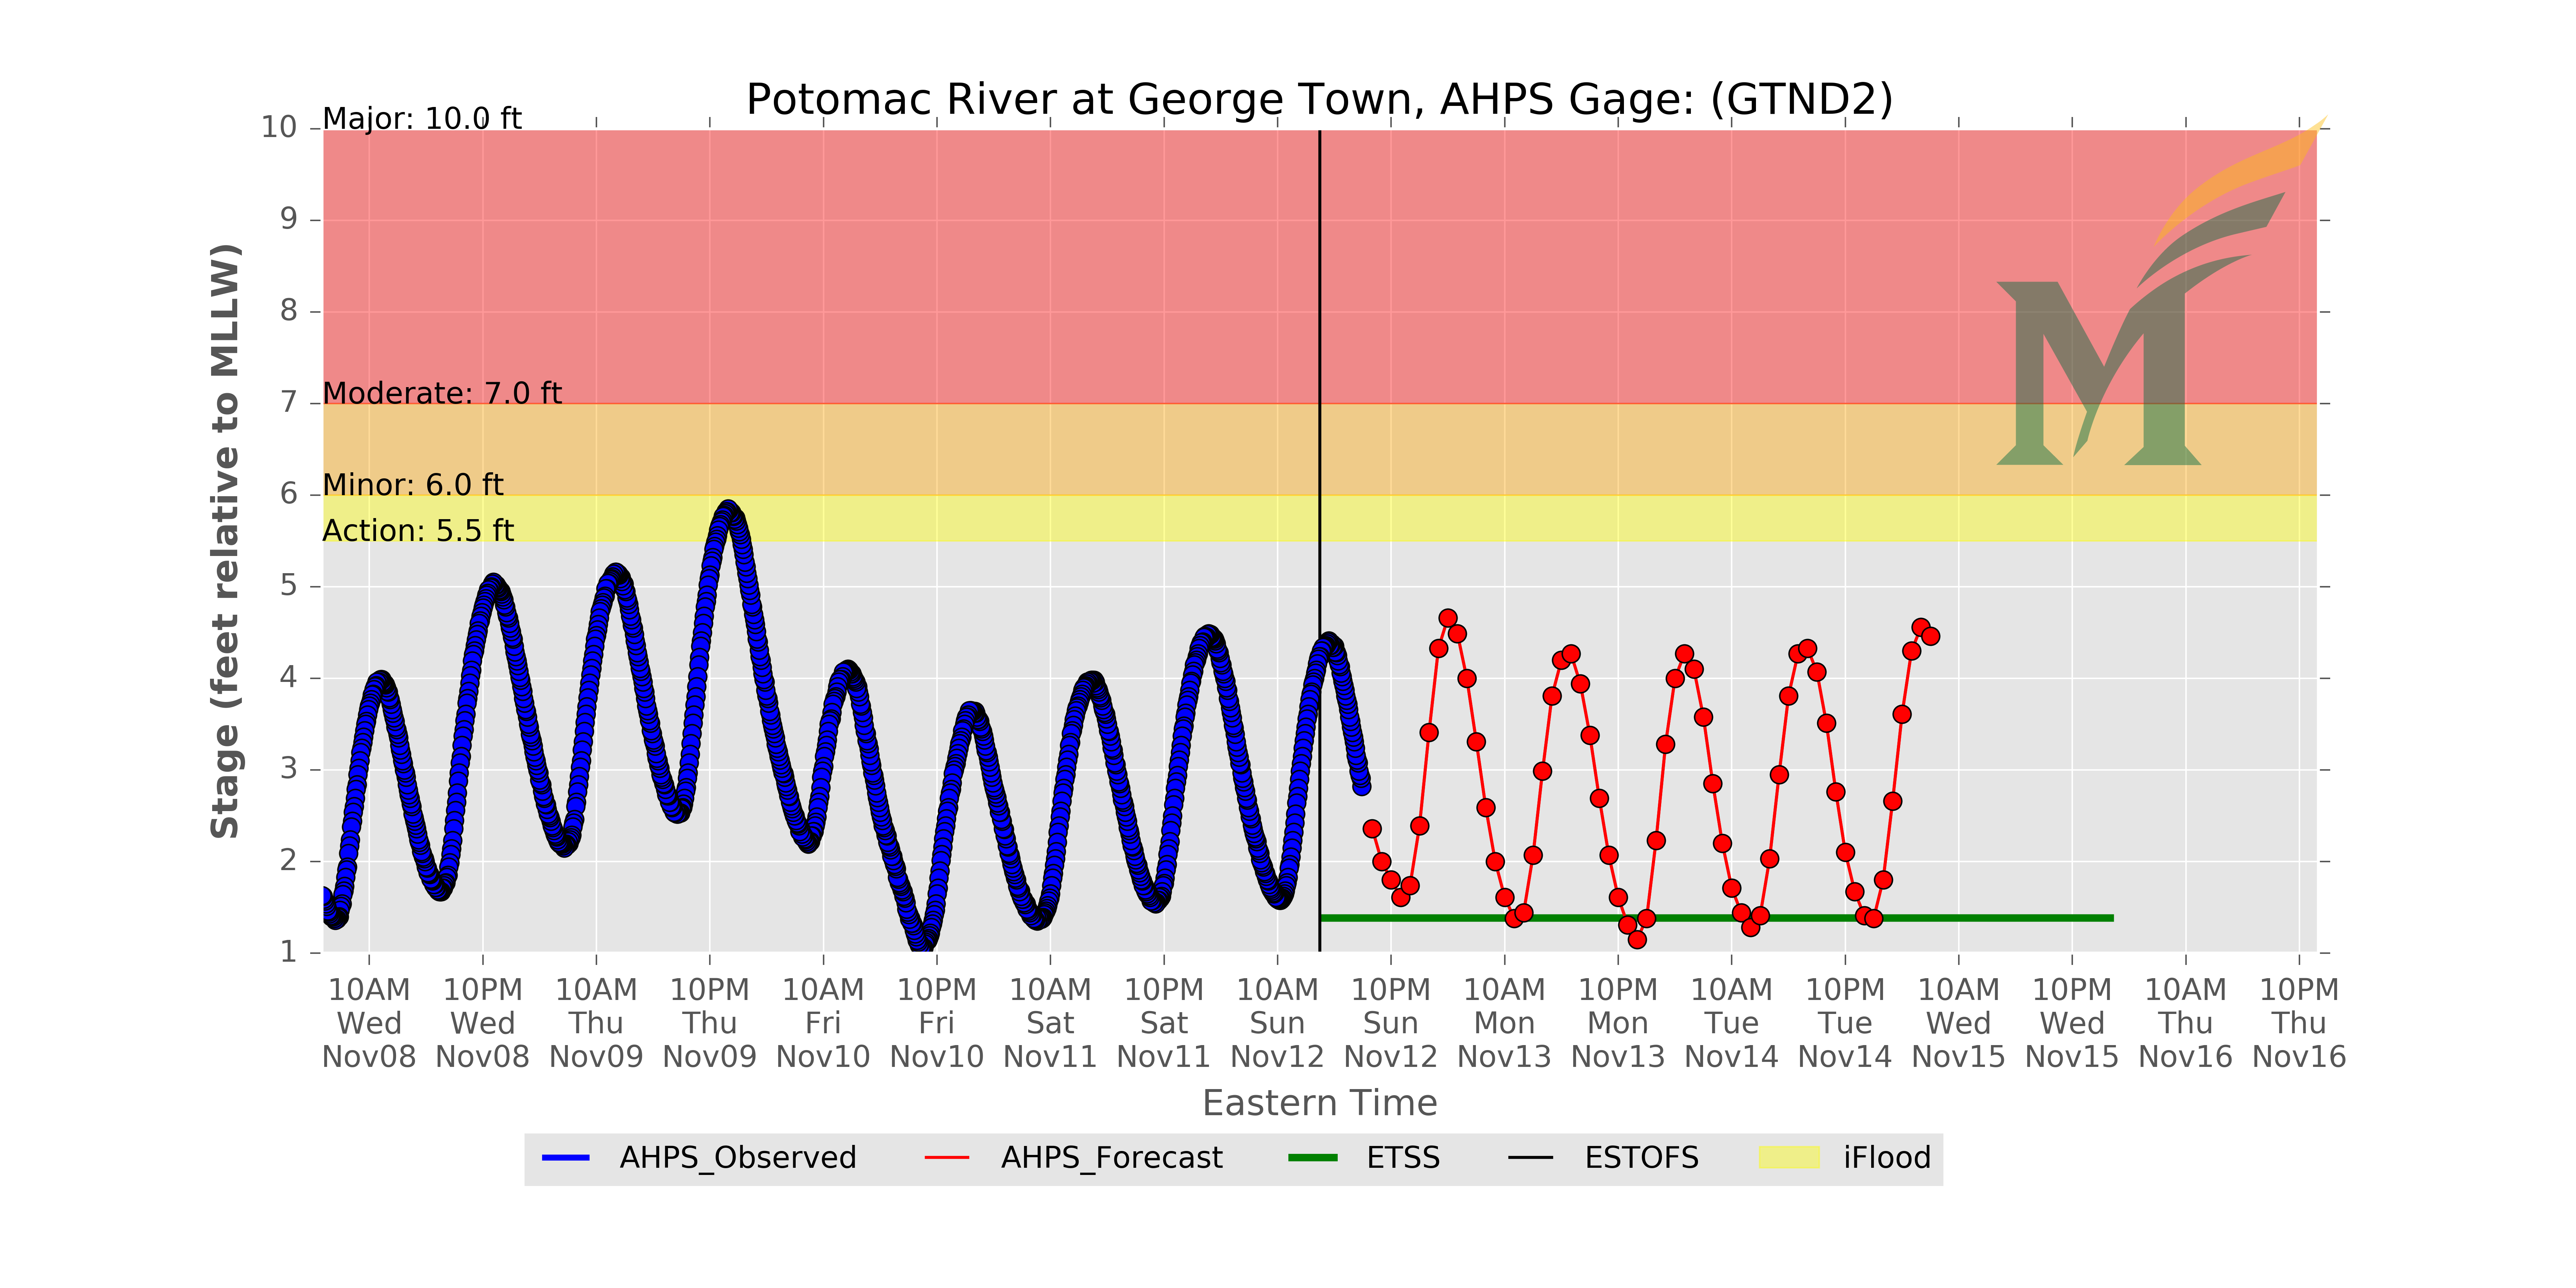 Potomac River at George Town, AHPS Gage: (GTND2)
Major: 10.0 ft
Moderate: 7.0 ft
Minor: 6.0 ft
Action: 5.5 ft
Stage (feet relative to MLLW)
10
9
8
7
6
5
4
3
2
1
10AM 10PM 10AM 10PM 10AM 10PM 10AM 10PM 10AM 10PM 10AM 10PM 10AM 10PM 10AM 10PM 10AM 10PM
Wed Wed Thu Thu Fri Fri Sat Sat Sun Sun Mon Mon Tue Tue Wed Wed Thu Thu
Nov08 Nov08 Nov09 Nov09 Nov10 Nov10 Nov11 Nov11 Nov12 Nov12 Nov13 Nov13 Nov14 Nov14 Nov15 Nov15 Nov16 Nov16
Eastern Time
AHPS_Observed AHPS_Forecast ETSS ESTOFS iFlood